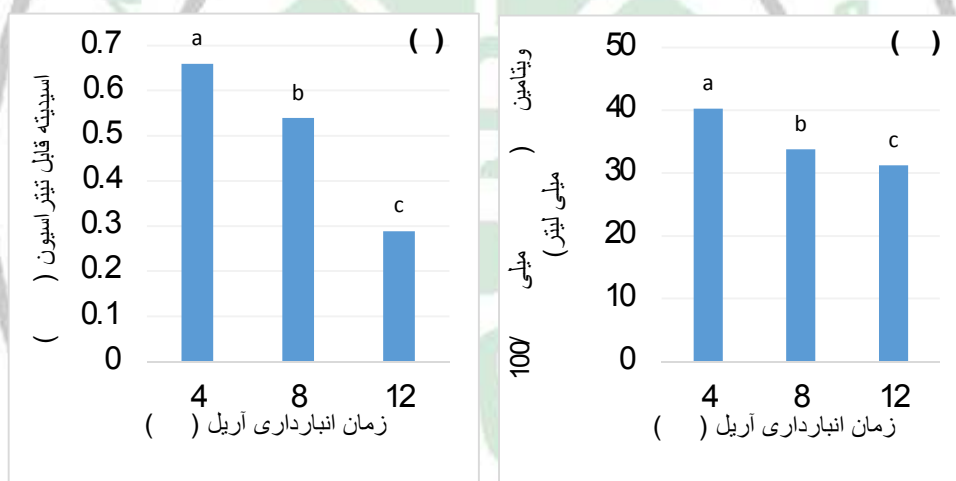 ( )
0.7
0.6
0.5
0.4
0.3
0.2
0.1
0
a
b
c
4 8 12
اسیدیته قابل تیتراسیون ( )
زمان انبارداری آریل ( )
( )
50
40
30
20
10
0
a
b
c
4 8 12
ویتامین ( میلی 100/
میلی لیتر)
زمان انبارداری آریل ( )